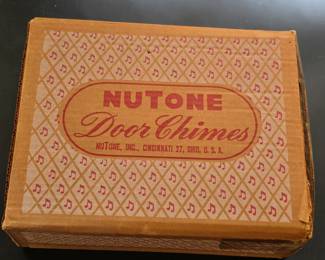 NUTONE
Door Chimes
NUTONE, INC., CINCINNATI 27, OHIO, U. S. A.